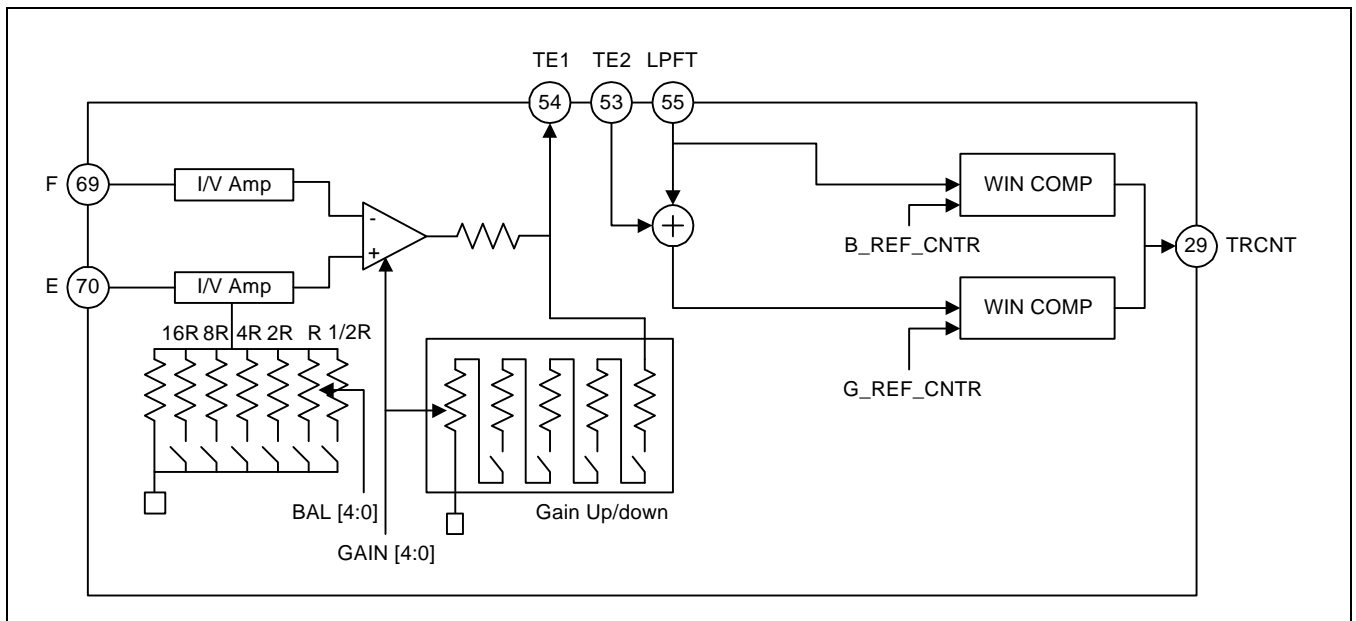 TE1 TE2 LPFT
54 53 55
F 69 I/V Amp
WIN COMP
-
+
B_REF_CNTR
29 TRCNT
E 70 I/V Amp
WIN COMP
16R 8R 4R 2R R 1/2R
G_REF_CNTR
BAL [4:0]
Gain Up/down
GAIN [4:0]